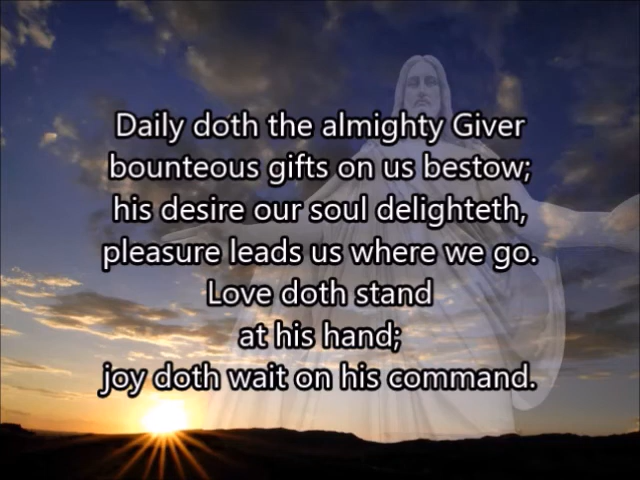 Daily doth the almighty Giver
bounteous gifts on us bestow;
his desire our soul delighteth,
pleasure leads us where we go.
Love doth stand
at his hand;
joy doth wait on his command.